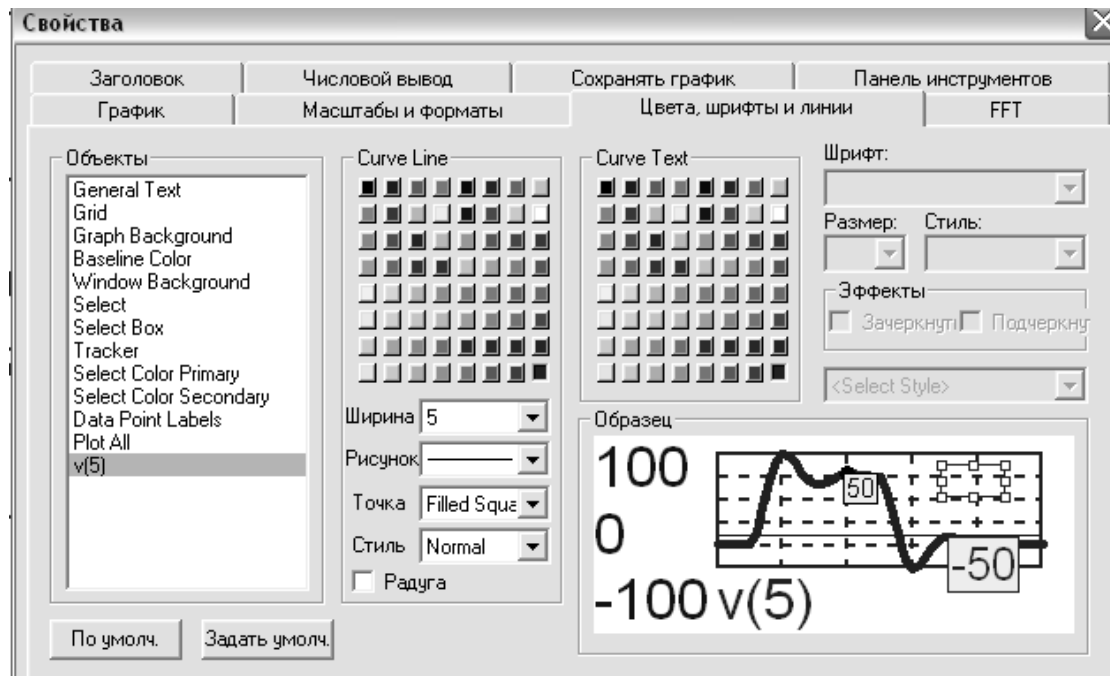 Свойства
Заголовок
Числовой вывод
Сохранять график
Панель инструментов
График
Масштабы и форматы
Цвета, шрифты и линии
FFT
Объекты
General Text
Grid
Graph Background
Baseline Color
Window Background
Select
Select Box
Tracker
Select Color Primary
Select Color Secondary
Data Point Labels
Plot All
v(5)
По умолч.
Задать умолч.
Curve Line
Ширина 5
Рисунок
Точка Filled Squa
Стиль Normal
Радуга
Curve Text
Шрифт:
Размер:
Стиль:
Эффекты
Зачеркнуть
Подчеркну
<Select Style>
Образец
100
0
-100
v(5)
50
-50